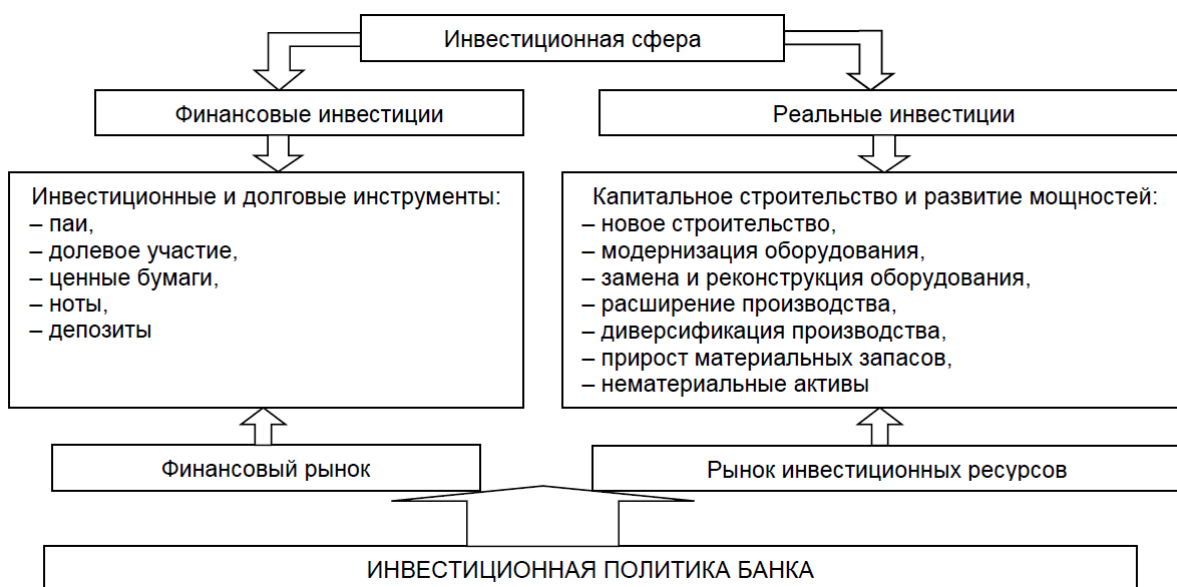 Инвестиционная сфера
Финансовые инвестиции
Реальные инвестиции
Инвестиционные и долговые инструменты:
– паи,
– долевое участие,
– ценные бумаги,
– ноты,
– депозиты
Капитальное строительство и развитие мощностей:
– новое строительство,
– модернизация оборудования,
– замена и реконструкция оборудования,
– расширение производства,
– диверсификация производства,
– прирост материальных запасов,
– нематериальные активы
Финансовый рынок
Рынок инвестиционных ресурсов
ИНВЕСТИЦИОННАЯ ПОЛИТИКА БАНКА